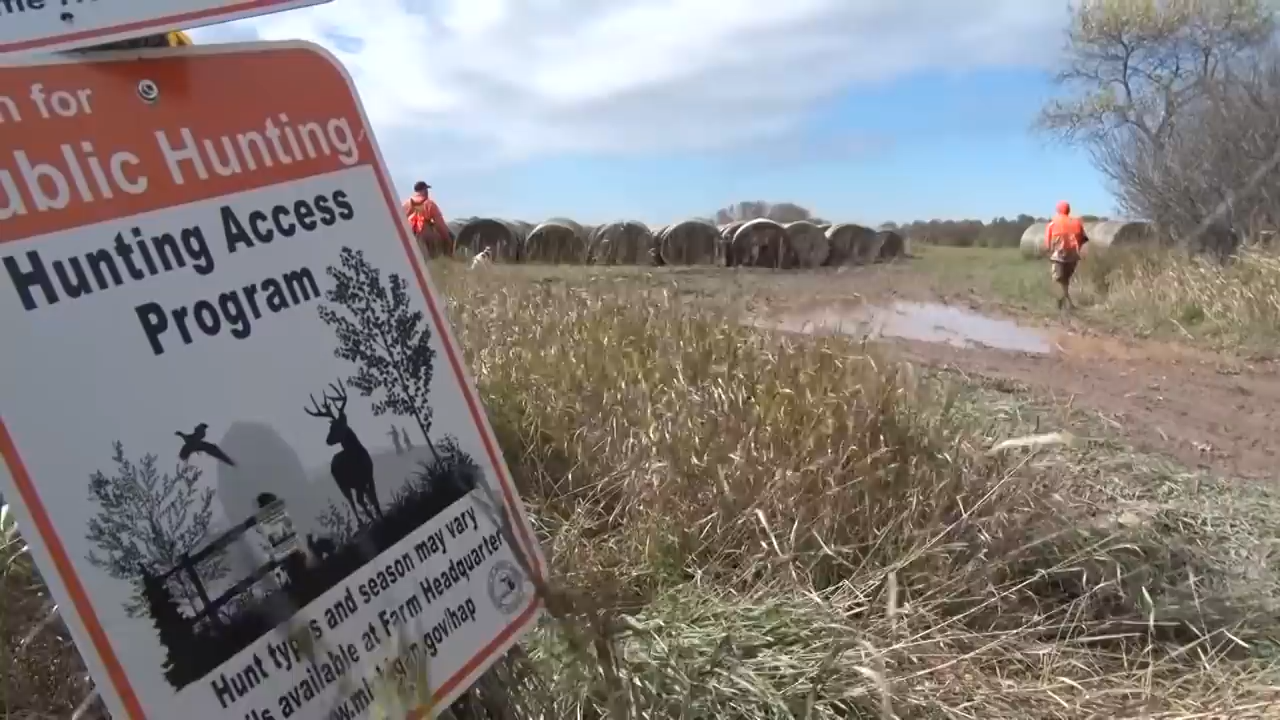 n for
ublic Hunting
Hunting Access
Program
Hunt types and season may vary
ls available at Farm Headquarter
w.michigan.gov/hap